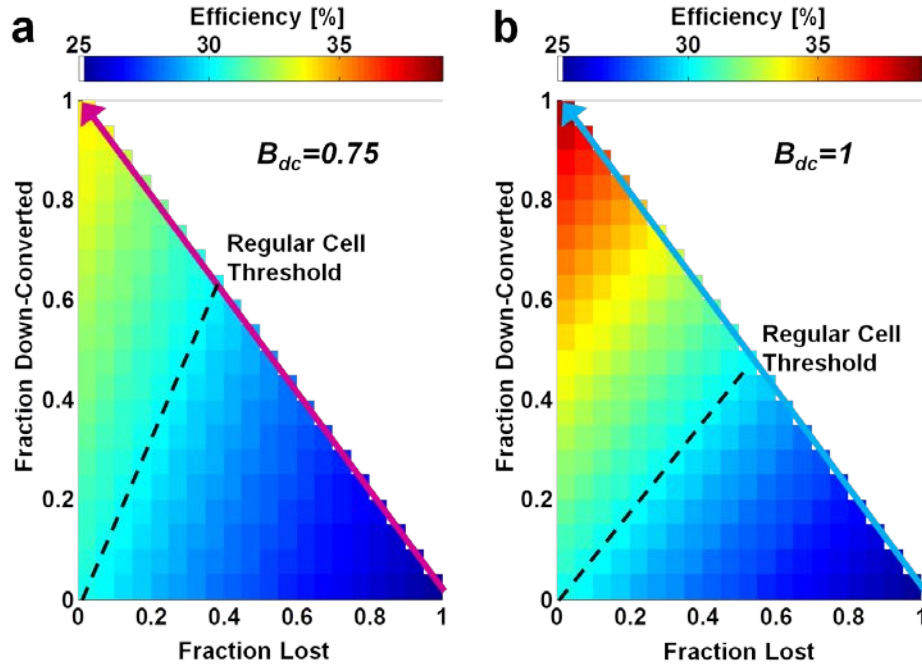 a
Efficiency [%]
25 30 35
1
0.8
0.6
0.4
0.2
0
Fraction Down-Converted
B_dc=0.75
Regular Cell
Threshold
0 0.2 0.4 0.6 0.8 1
Fraction Lost
b
Efficiency [%]
25 30 35
1
0.8
0.6
0.4
0.2
0
Fraction Down-Converted
B_dc=1
Regular Cell
Threshold
0 0.2 0.4 0.6 0.8 1
Fraction Lost